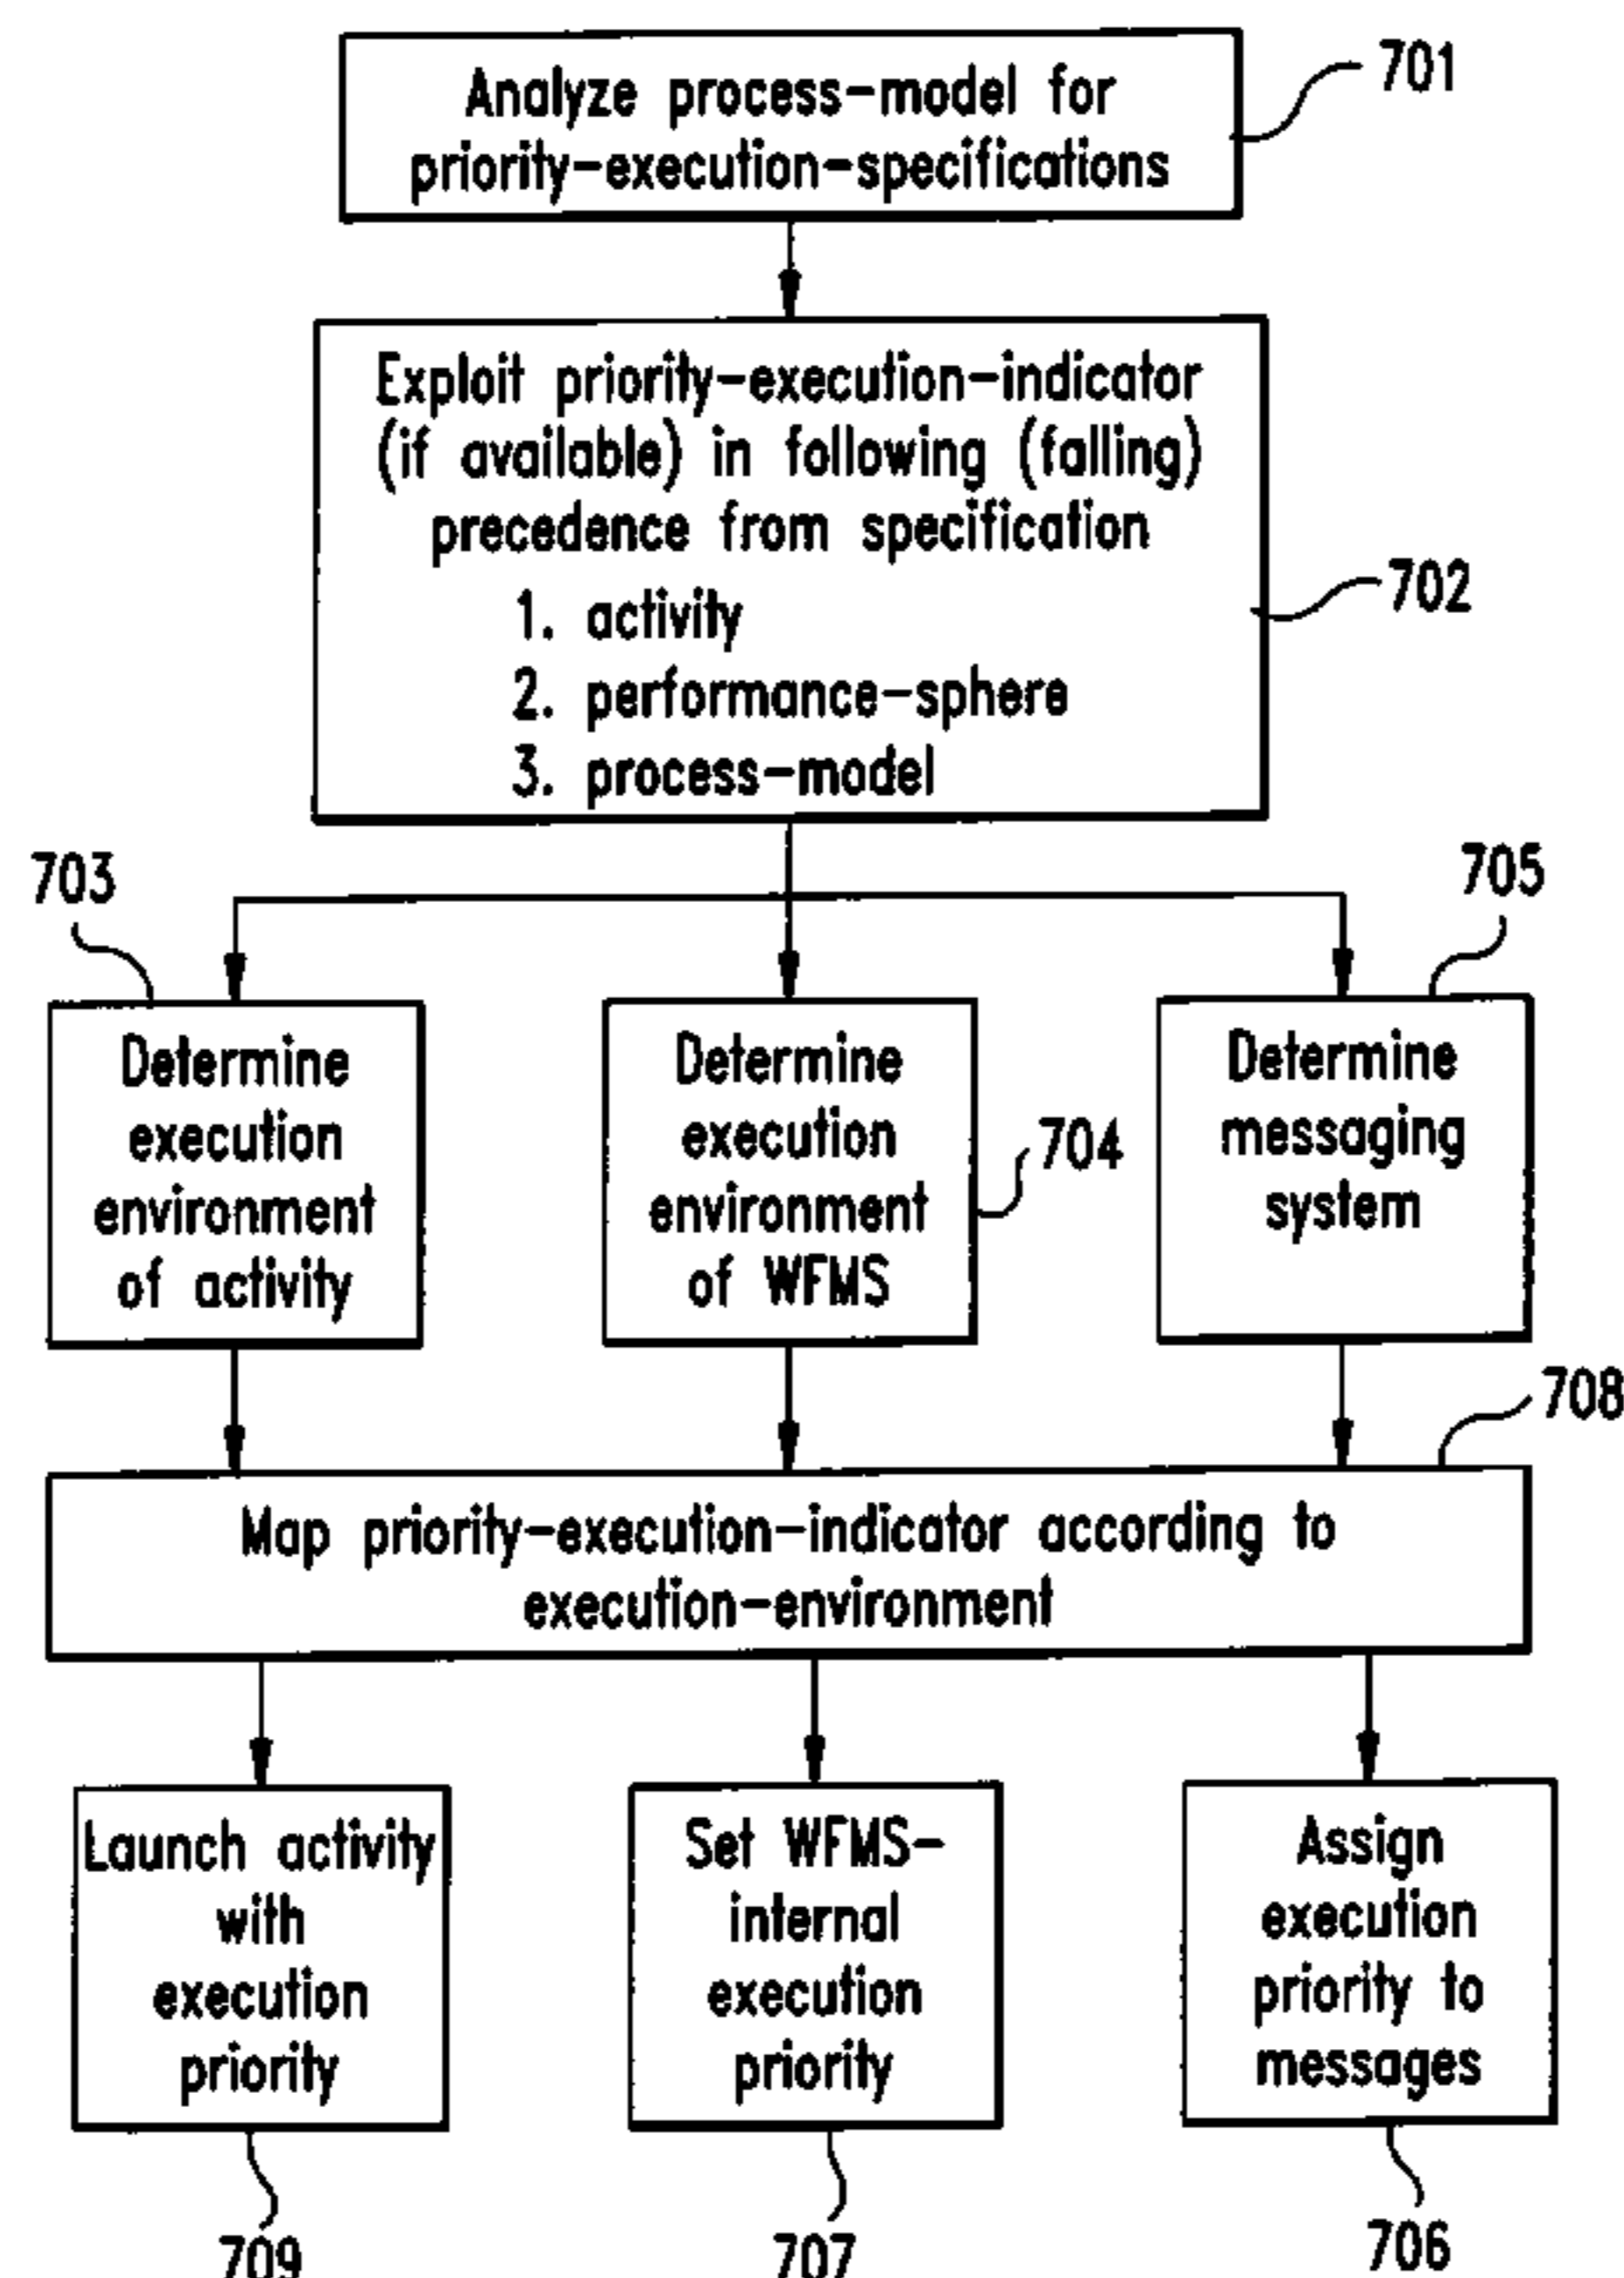 Analyze process-model for
priority-execution-specifications
701
Exploit priority-execution-indicator
(if available) in following (falling)
precedence from specification
1. activity
2. performance-sphere
3. process-model
702
703
705
Determine
execution
environment
of activity
Determine
execution
environment
of WFMS
704
Determine
messaging
system
708
Map priority-execution-indicator according to
execution-environment
Launch activity
with
execution
priority
Set WFMS-
internal
execution
priority
Assign
execution
priority to
messages
709
707
706